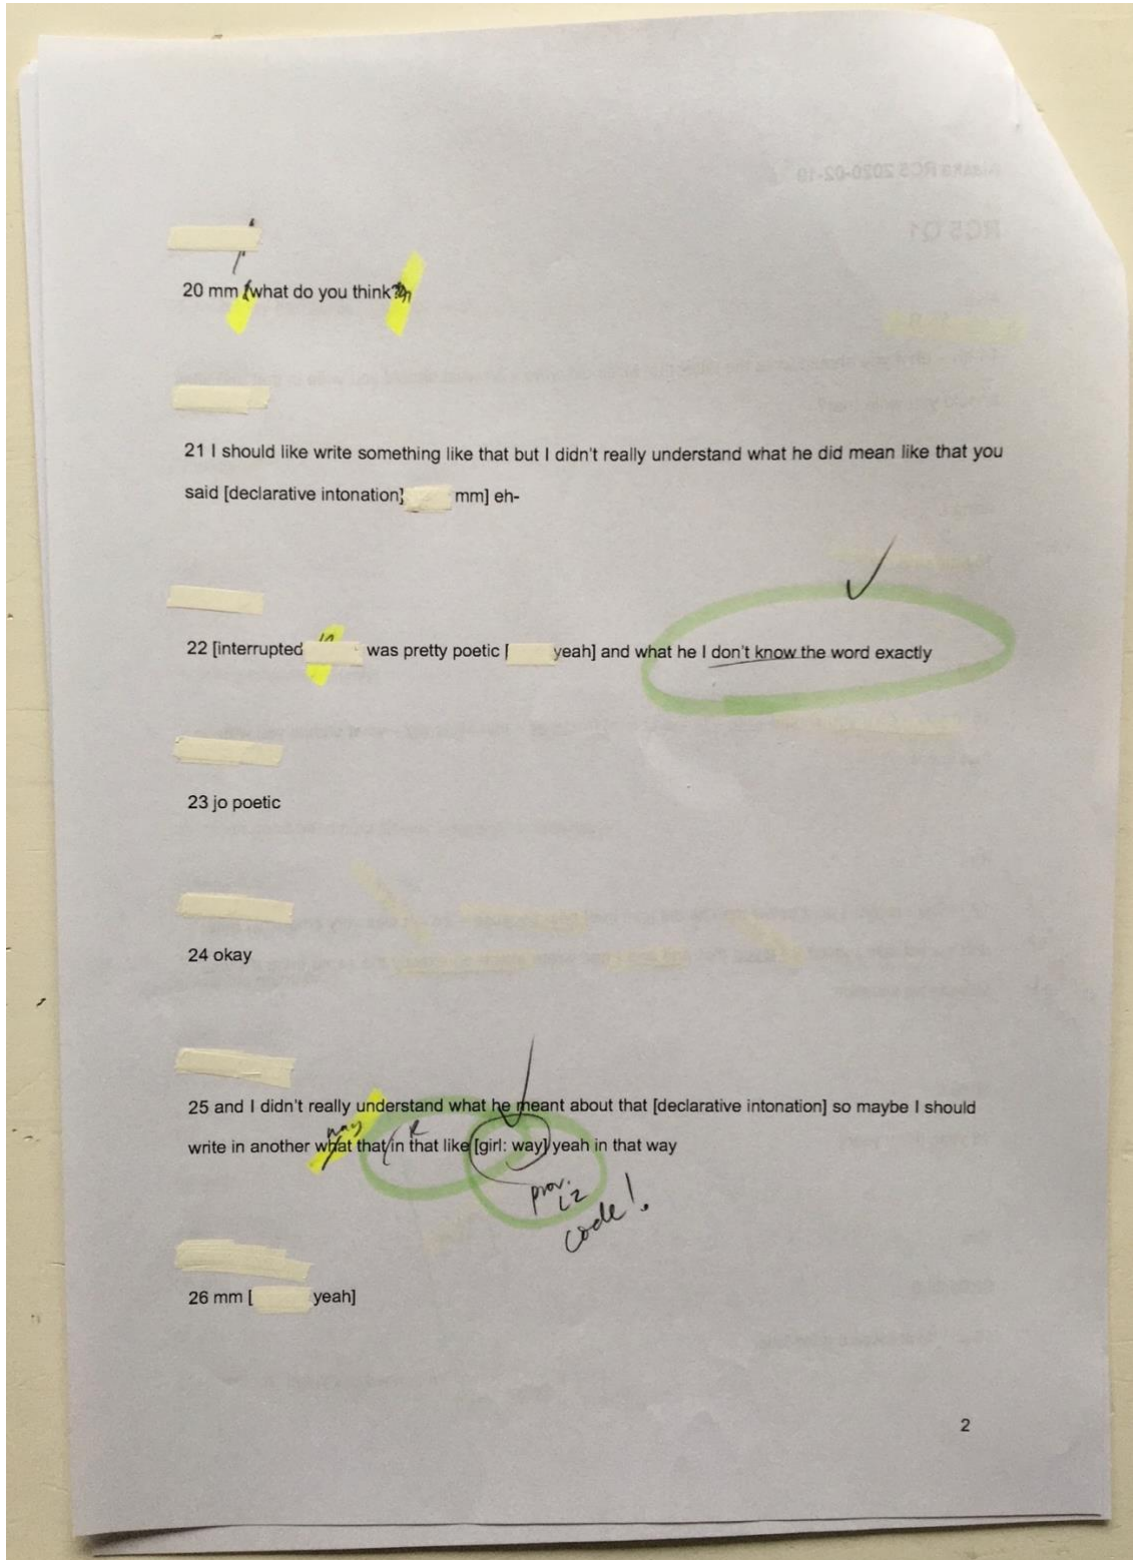 20 mm what do you think?
21 I should like write something like that but I didn't really understand what he did mean like that you
said [declarative intonation] mm] eh-
22 [interrupted was pretty poetic [ yeah] and what he I don't know the word exactly
23 jo poetic
24 okay
25 and I didn't really understand what he meant about that [declarative intonation] so maybe I should
way
write in another what that in that like [girl: way] yeah in that way
prov.
L2
code!
26 mm [ yeah]
2